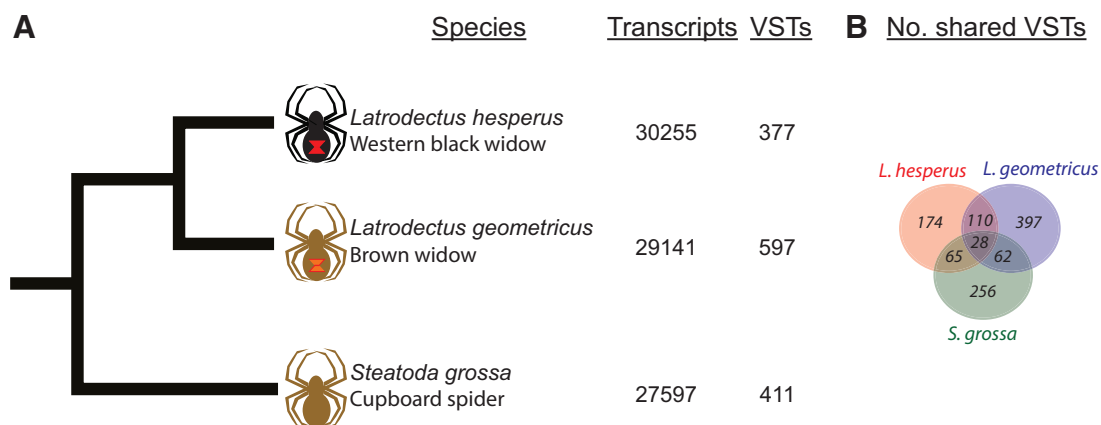 A Species Transcripts VSTs B No. shared VSTs
Latrodectus hesperus
Western black widow 30255 377
Latrodectus geometricus
Brown widow 29141 597
Steatoda grossa
Cupboard spider 27597 411
L. hesperus L. geometricus
174 110 397
28
65 62
256
S. grossa